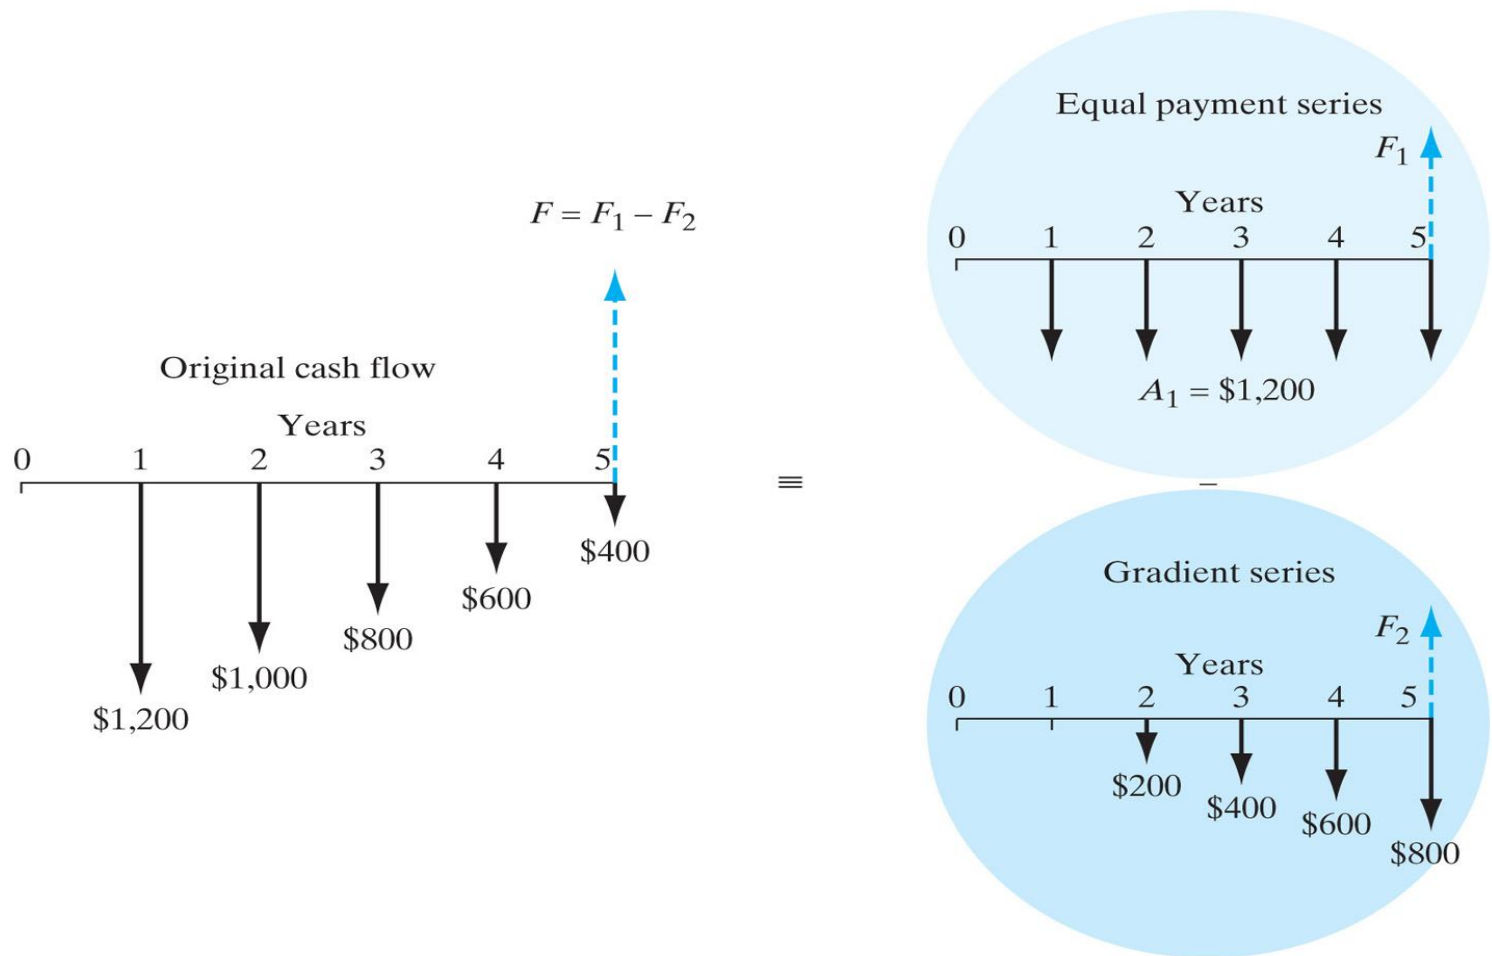 F = F₁ – F₂
Original cash flow
Years
0 1 2 3 4 5
$400
$600
$800
$1,000
$1,200
≡
Equal payment series
F₁
Years
0 1 2 3 4 5
A₁ = $1,200
–
Gradient series
F₂
Years
0 1 2 3 4 5
$200
$400
$600
$800